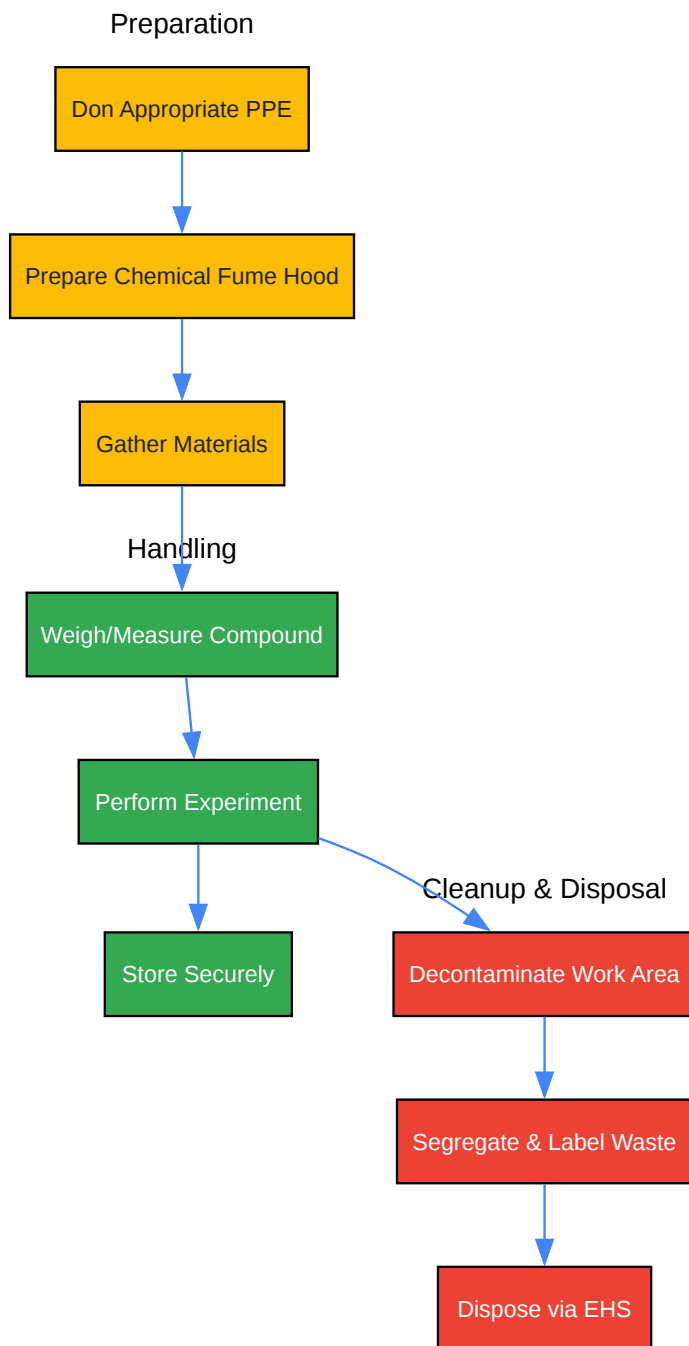 Preparation
Don Appropriate PPE
Prepare Chemical Fume Hood
Gather Materials
Handling
Weigh/Measure Compound
Perform Experiment
Store Securely
Cleanup & Disposal
Decontaminate Work Area
Segregate & Label Waste
Dispose via EHS